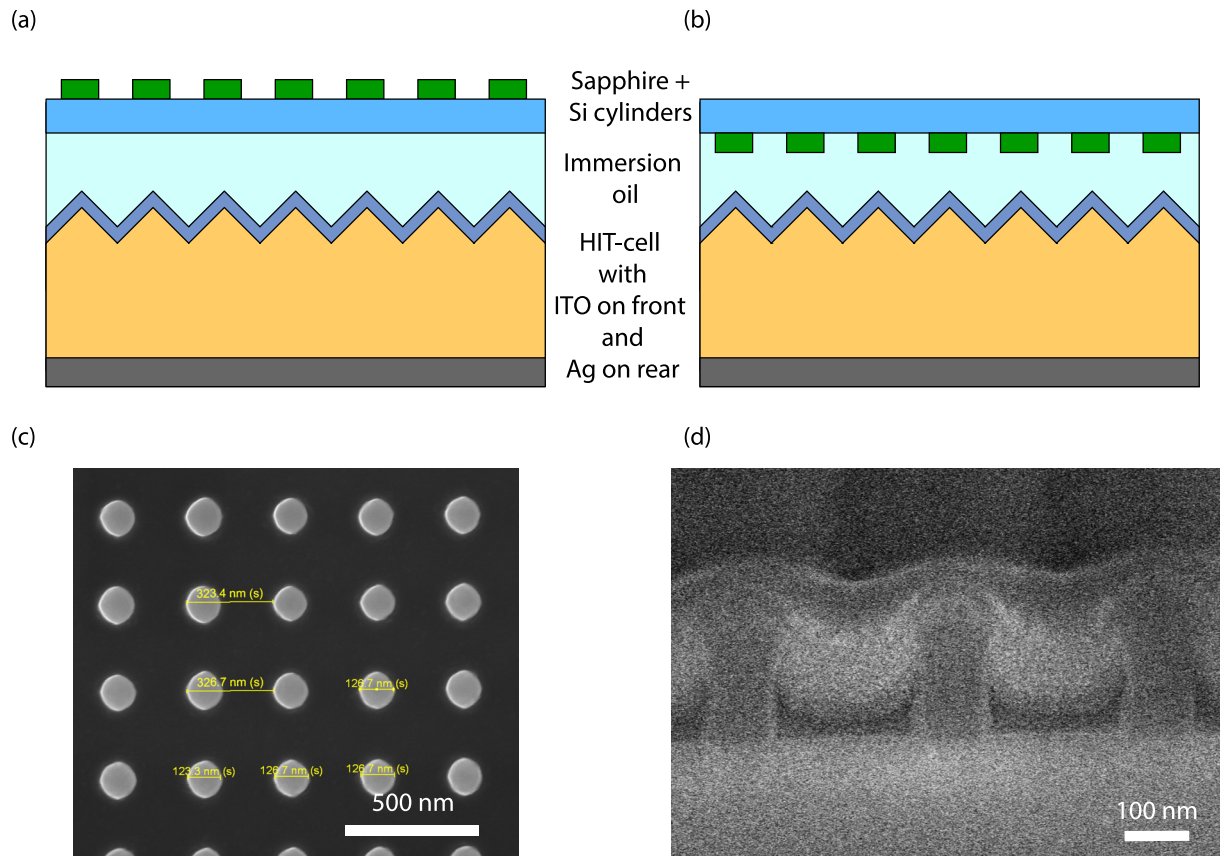 (a)
(b)
Sapphire +
Si cylinders
Immersion
oil
HIT-cell
with
ITO on front
and
Ag on rear
(c)
(d)
323.4 nm (s)
326.7 nm (s)
126.7 nm (s)
123.3 nm (s)
126.7 nm (s)
126.7 nm (s)
500 nm
100 nm